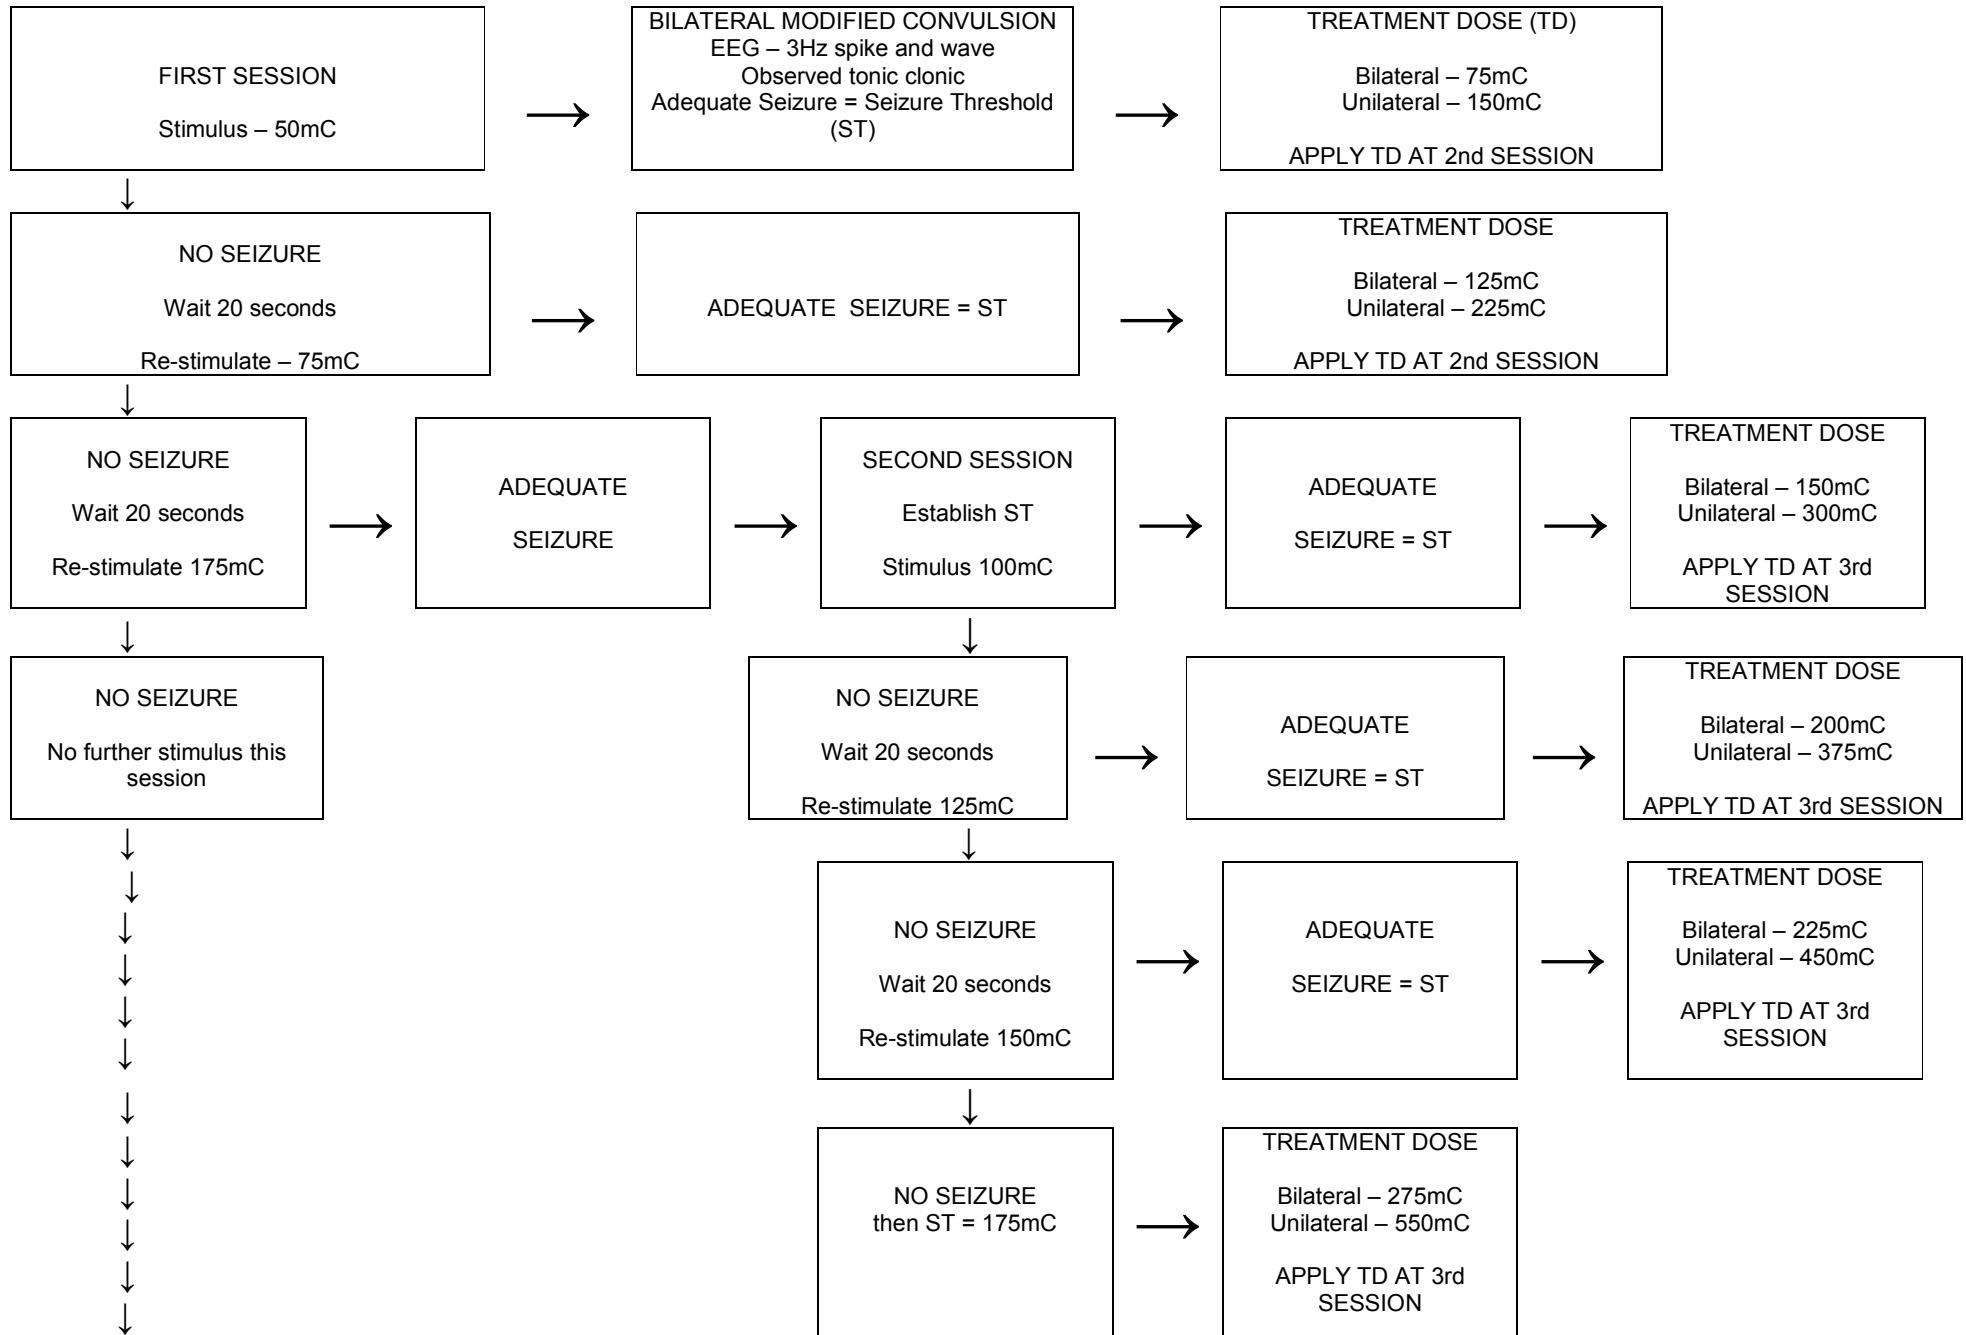 FIRST SESSION
Stimulus – 50mC
BILATERAL MODIFIED CONVULSION
EEG – 3Hz spike and wave
Observed tonic clonic
Adequate Seizure = Seizure Threshold
(ST)
TREATMENT DOSE (TD)
Bilateral – 75mC
Unilateral – 150mC
APPLY TD AT 2nd SESSION
NO SEIZURE
Wait 20 seconds
Re-stimulate – 75mC
ADEQUATE SEIZURE = ST
TREATMENT DOSE
Bilateral – 125mC
Unilateral – 225mC
APPLY TD AT 2nd SESSION
NO SEIZURE
Wait 20 seconds
Re-stimulate 175mC
ADEQUATE
SEIZURE
SECOND SESSION
Establish ST
Stimulus 100mC
ADEQUATE
SEIZURE = ST
TREATMENT DOSE
Bilateral – 150mC
Unilateral – 300mC
APPLY TD AT 3rd
SESSION
NO SEIZURE
No further stimulus this
session
NO SEIZURE
Wait 20 seconds
Re-stimulate 125mC
ADEQUATE
SEIZURE = ST
TREATMENT DOSE
Bilateral – 200mC
Unilateral – 375mC
APPLY TD AT 3rd SESSION
NO SEIZURE
Wait 20 seconds
Re-stimulate 150mC
ADEQUATE
SEIZURE = ST
TREATMENT DOSE
Bilateral – 225mC
Unilateral – 450mC
APPLY TD AT 3rd
SESSION
NO SEIZURE
then ST = 175mC
TREATMENT DOSE
Bilateral – 275mC
Unilateral – 550mC
APPLY TD AT 3rd
SESSION